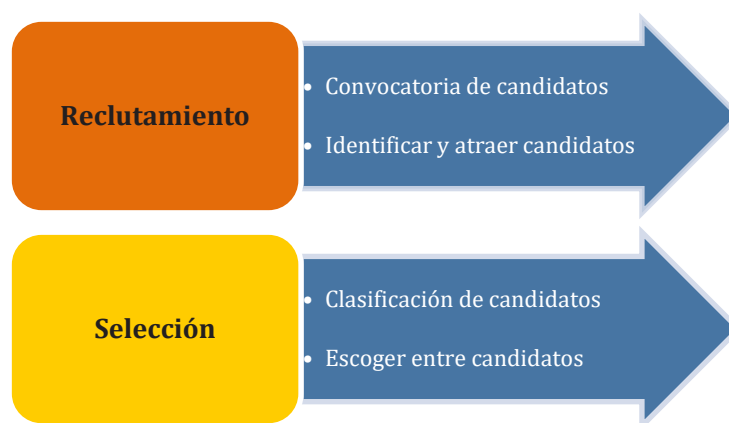 Reclutamiento
• Convocatoria de candidatos
• Identificar y atraer candidatos
Selección
• Clasificación de candidatos
• Escoger entre candidatos